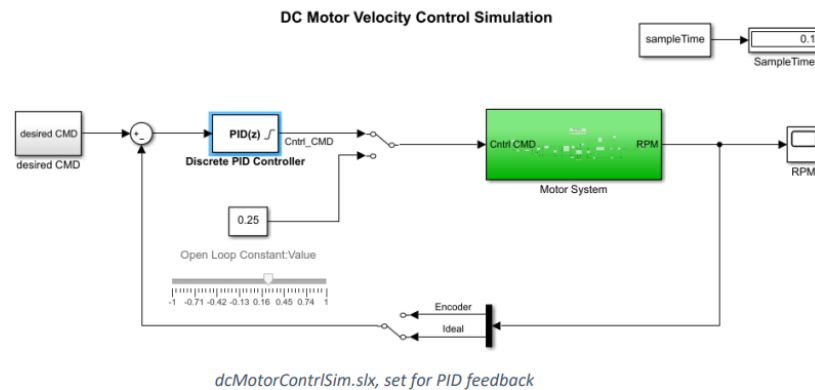 DC Motor Velocity Control Simulation
sampleTime
0.1
SampleTime
desired CMD
desired CMD
+
-
PID(z)
Cntrl_CMD
Discrete PID Controller
Cntrl CMD
RPM
Motor System
RPM
0.25
Open Loop Constant:Value
-1 -0.71 -0.42 -0.13 0.16 0.45 0.74 1
Encoder
Ideal
dcMotorContrlSim.slx, set for PID feedback